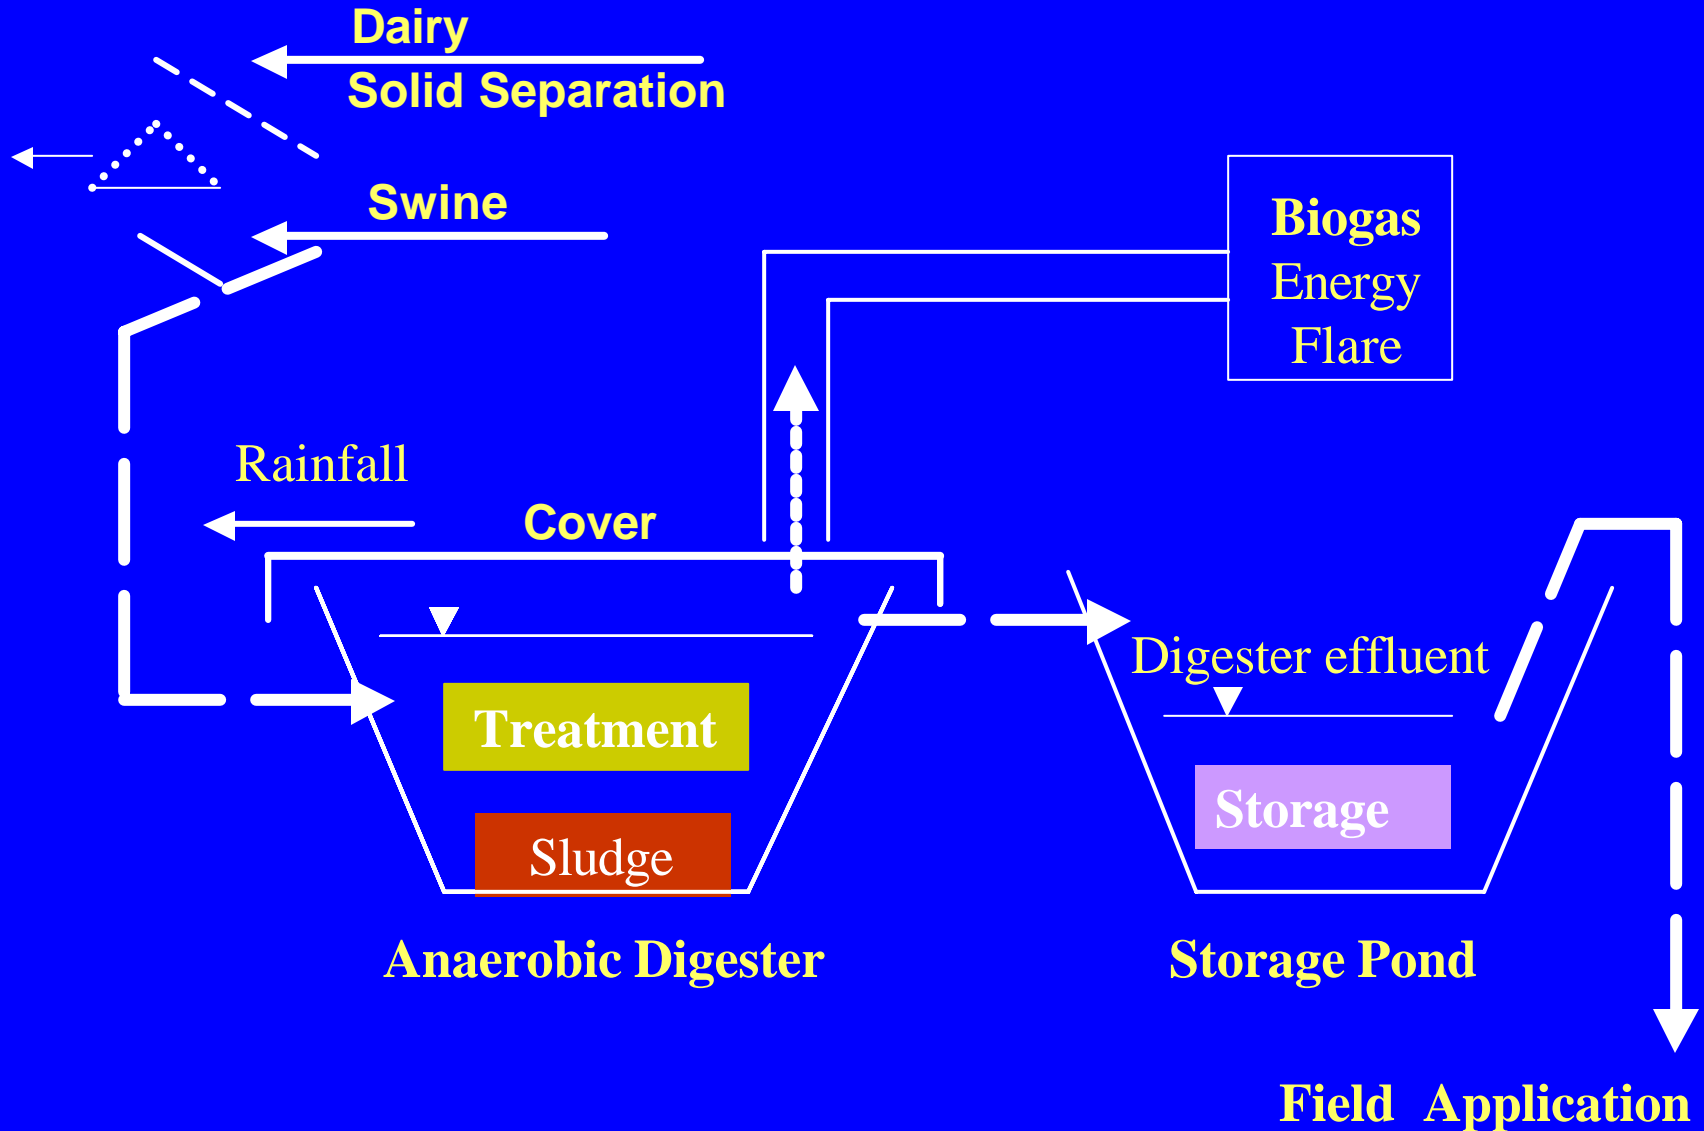 Dairy
Solid Separation
Swine
Biogas
Energy
Flare
Rainfall
Cover
Digester effluent
Treatment
Storage
Sludge
Anaerobic Digester
Storage Pond
Field Application